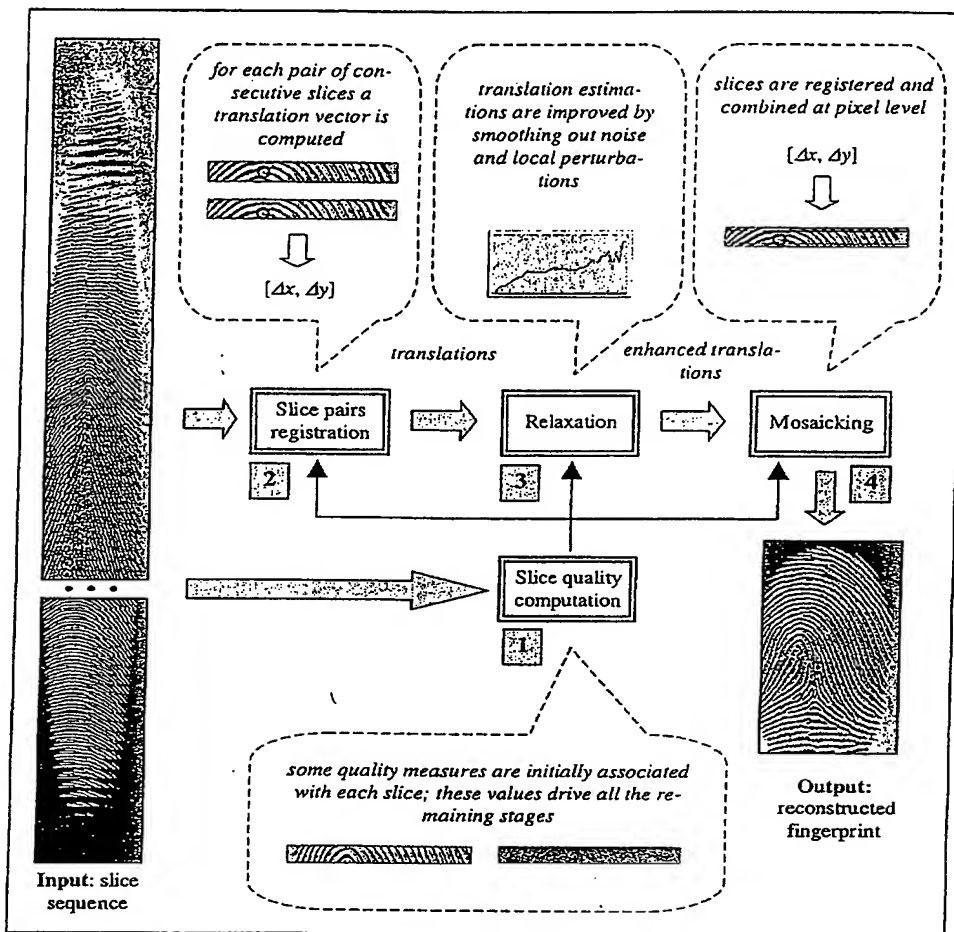 for each pair of con-
secutive slices a
translation vector is
computed
[Δx, Δy]
translation estima-
tions are improved by
smoothing out noise
and local perturba-
tions
slices are registered and
combined at pixel level
[Δx, Δy]
translations
enhanced transla-
tions
Slice pairs
registration
Relaxation
Mosaicking
2
3
4
Slice quality
computation
1
some quality measures are initially associated
with each slice; these values drive all the re-
maining stages
Input: slice
sequence
Output:
reconstructed
fingerprint